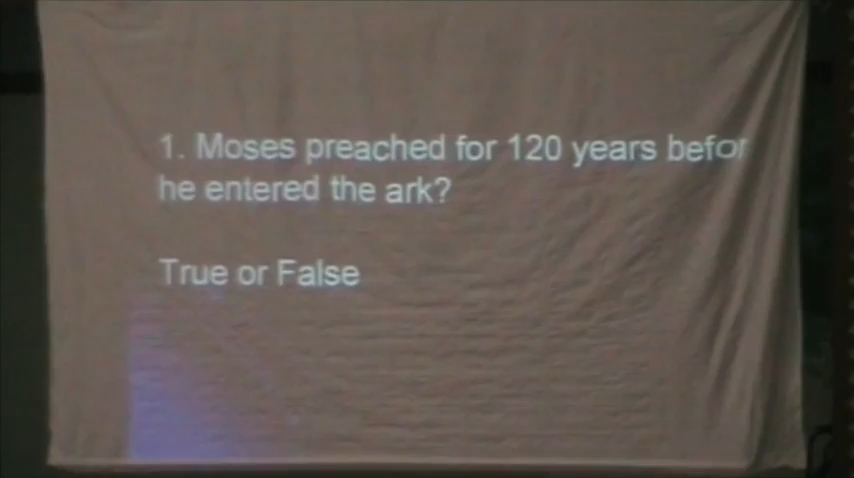 1. Moses preached for 120 years befor
he entered the ark?
True or False